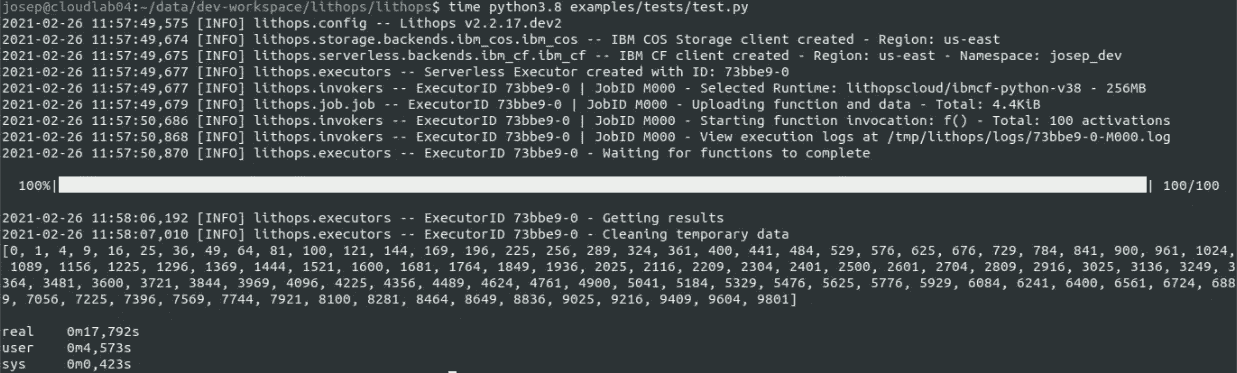 josep@cloudlab04:~/data/dev-workspace/lithops/lithops$ time python3.8 examples/tests/test.py
2021-02-26 11:57:49,575 [INFO] lithops.config -- Lithops v2.2.17.dev2
2021-02-26 11:57:49,674 [INFO] lithops.storage.backends.ibm_cos.ibm_cos -- IBM COS Storage client created - Region: us-east
2021-02-26 11:57:49,675 [INFO] lithops.serverless.backends.ibm_cf.ibm_cf -- IBM CF client created - Region: us-east - Namespace: josep_dev
2021-02-26 11:57:49,677 [INFO] lithops.executors -- Serverless Executor created with ID: 73bbe9-0
2021-02-26 11:57:49,677 [INFO] lithops.invokers -- ExecutorID 73bbe9-0 | JobID M000 - Selected Runtime: lithopscloud/ibmcf-python-v38 - 256MB
2021-02-26 11:57:49,679 [INFO] lithops.job.job -- ExecutorID 73bbe9-0 | JobID M000 - Uploading function and data - Total: 4.4KiB
2021-02-26 11:57:50,686 [INFO] lithops.invokers -- ExecutorID 73bbe9-0 | JobID M000 - Starting function invocation: f() - Total: 100 activations
2021-02-26 11:57:50,868 [INFO] lithops.invokers -- ExecutorID 73bbe9-0 | JobID M000 - View execution logs at /tmp/lithops/logs/73bbe9-0-M000.log
2021-02-26 11:57:50,870 [INFO] lithops.executors -- ExecutorID 73bbe9-0 - Waiting for functions to complete
100%| | 100/100
2021-02-26 11:58:06,192 [INFO] lithops.executors -- ExecutorID 73bbe9-0 - Getting results
2021-02-26 11:58:07,010 [INFO] lithops.executors -- ExecutorID 73bbe9-0 - Cleaning temporary data
[0, 1, 4, 9, 16, 25, 36, 49, 64, 81, 100, 121, 144, 169, 196, 225, 256, 289, 324, 361, 400, 441, 484, 529, 576, 625, 676, 729, 784, 841, 900, 961, 1024,
1089, 1156, 1225, 1296, 1369, 1444, 1521, 1600, 1681, 1764, 1849, 1936, 2025, 2116, 2209, 2304, 2401, 2500, 2601, 2704, 2809, 2916, 3025, 3136, 3249, 3
364, 3481, 3600, 3721, 3844, 3969, 4096, 4225, 4356, 4489, 4624, 4761, 4900, 5041, 5184, 5329, 5476, 5625, 5776, 5929, 6084, 6241, 6400, 6561, 6724, 688
9, 7056, 7225, 7396, 7569, 7744, 7921, 8100, 8281, 8464, 8649, 8836, 9025, 9216, 9409, 9604, 9801]
real 0m17,792s
user 0m4,573s
sys 0m0,423s